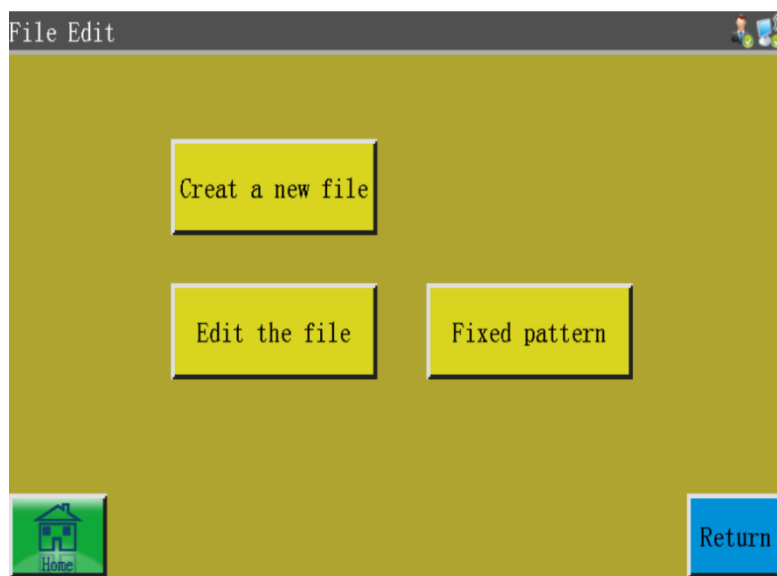 File Edit
Creat a new file
Edit the file
Fixed pattern
Home
Return